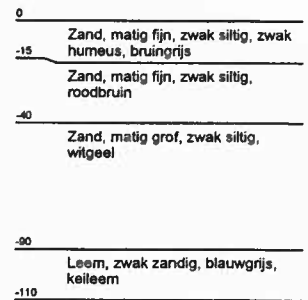 0
Zand, matig fijn, zwak siltig, zwak
humeus, bruingrijs
-15
Zand, matig fijn, zwak siltig,
roodbruin
-40
Zand, matig grof, zwak siltig,
witgeel
-90
Leem, zwak zandig, blauwgrijs,
keileem
-110